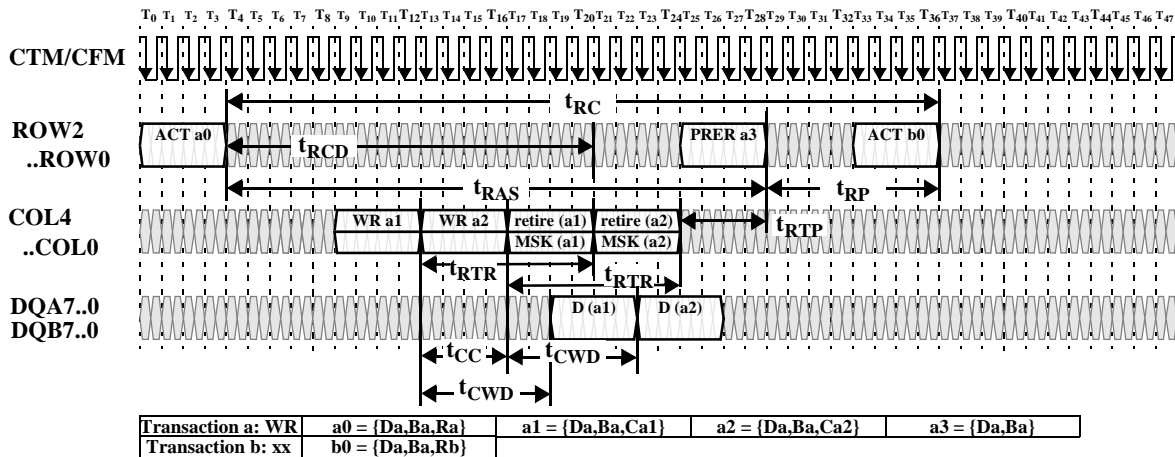 T0 T1 T2 T3 T4 T5 T6 T7 T8 T9 T10 T11 T12 T13 T14 T15 T16 T17 T18 T19 T20 T21 T22 T23 T24 T25 T26 T27 T28 T29 T30 T31 T32 T33 T34 T35 T36 T37 T38 T39 T40 T41 T42 T43 T44 T45 T46 T47
CTM/CFM
tRC
ROW2 ACT a0 PRER a3 ACT b0
..ROW0 tRCD
tRAS tRP
COL4 WR a1 WR a2 retire (a1) retire (a2)
..COL0 MSK (a1) MSK (a2) tRTP
tRTR tRTR
DQA7..0 D (a1) D (a2)
DQB7..0
tCC tCWD
tCWD
Transaction a: WR a0 = {Da,Ba,Ra} a1 = {Da,Ba,Ca1} a2 = {Da,Ba,Ca2} a3 = {Da,Ba}
Transaction b: xx b0 = {Da,Ba,Rb}